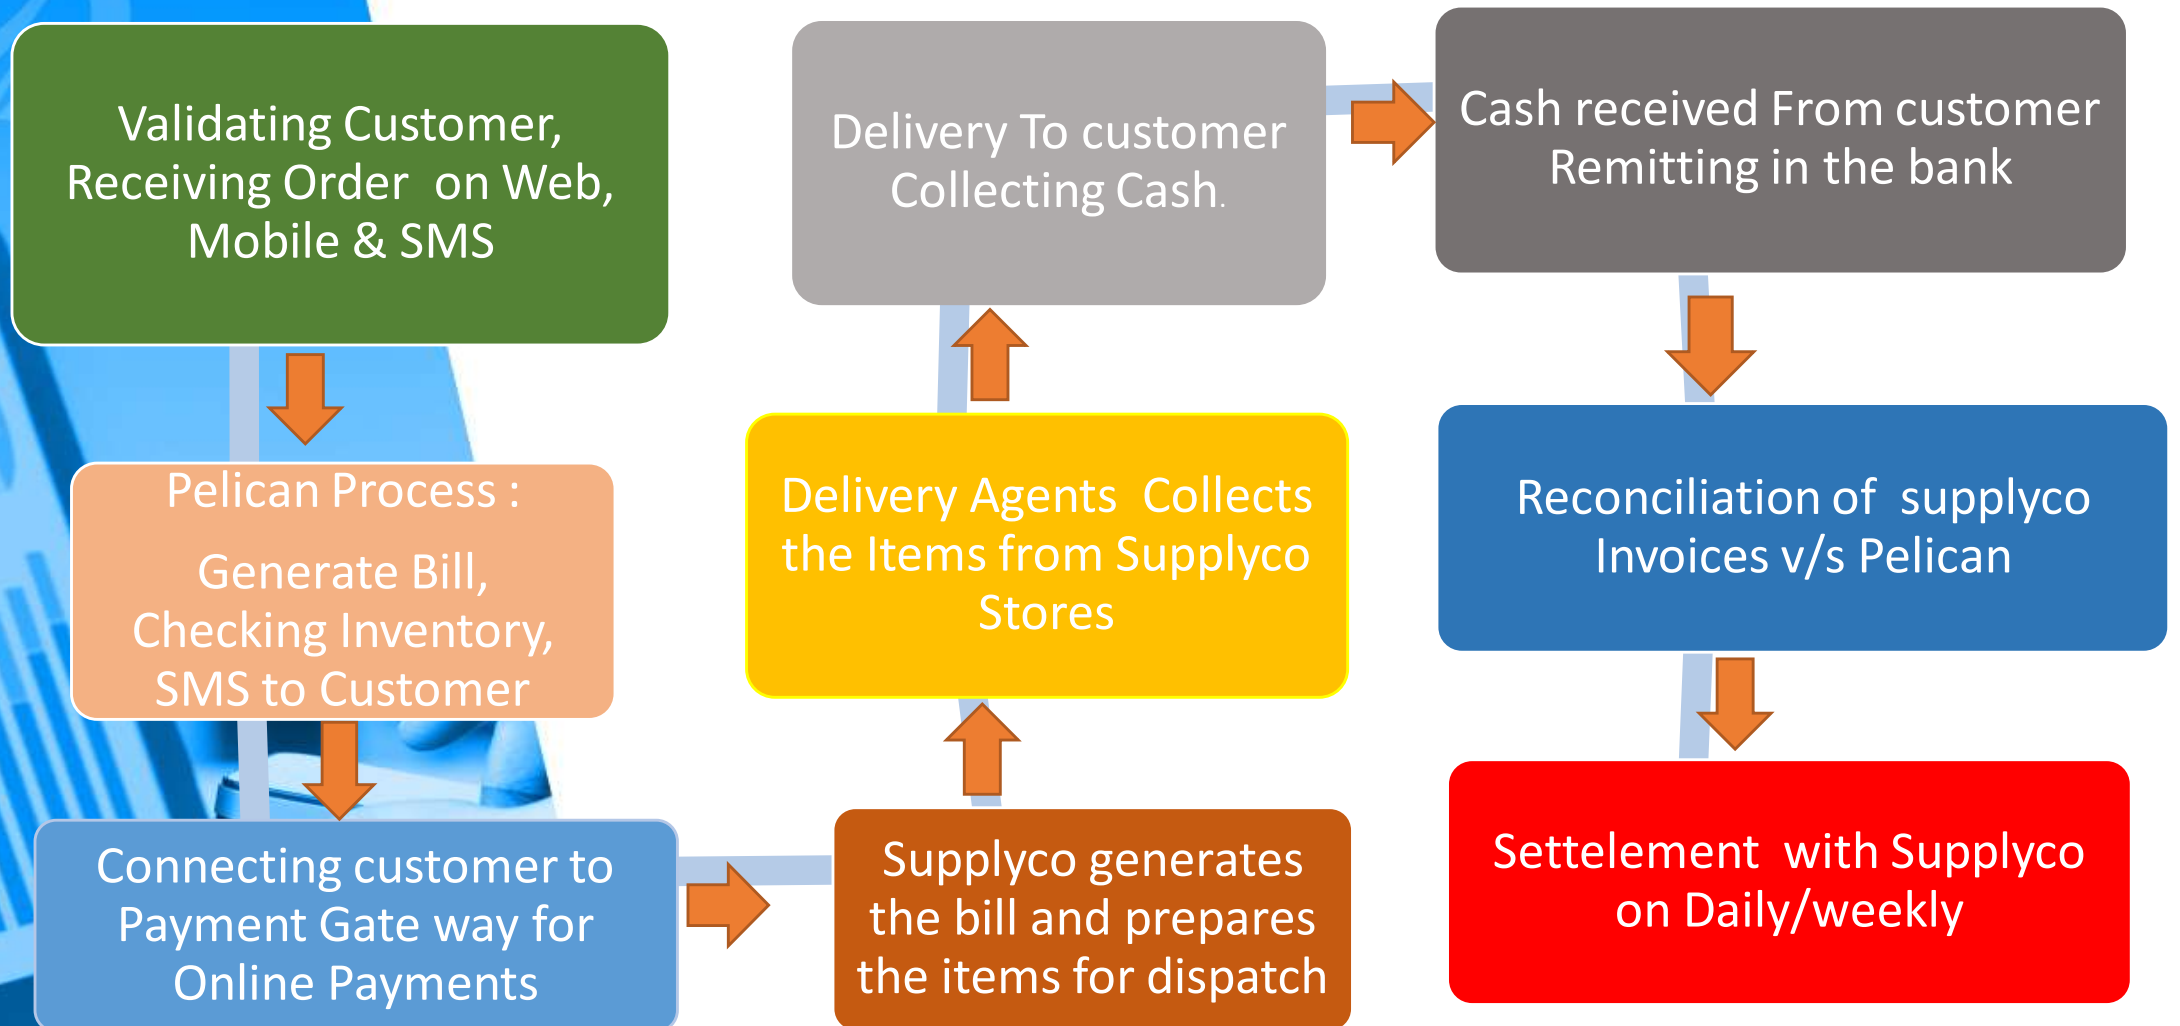 Validating Customer,
Receiving Order on Web,
Mobile & SMS
Pelican Process :
Generate Bill,
Checking Inventory,
SMS to Customer
Connecting customer to
Payment Gate way for
Online Payments
Supplyco generates
the bill and prepares
the items for dispatch
Delivery Agents Collects
the Items from Supplyco
Stores
Delivery To customer
Collecting Cash.
Cash received From customer
Remitting in the bank
Reconciliation of supplyco
Invoices v/s Pelican
Settelement with Supplyco
on Daily/weekly